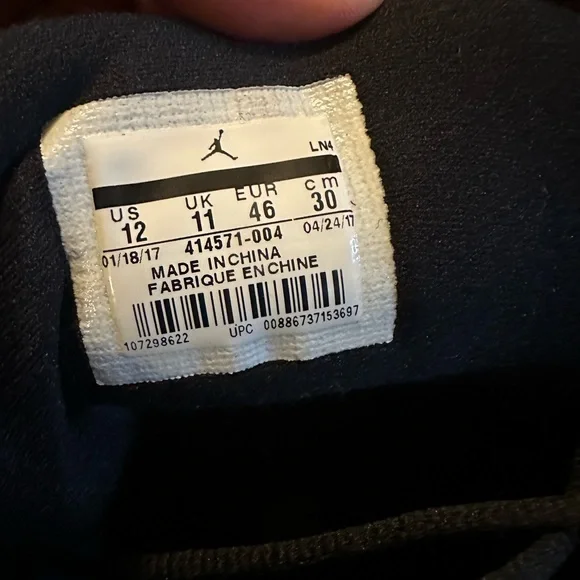 LN4
US UK EUR cm
12 11 46 30
01/18/17 414571-004 04/24/17
MADE IN CHINA
FABRIQUE EN CHINE
107298622 UPC 00886737153697